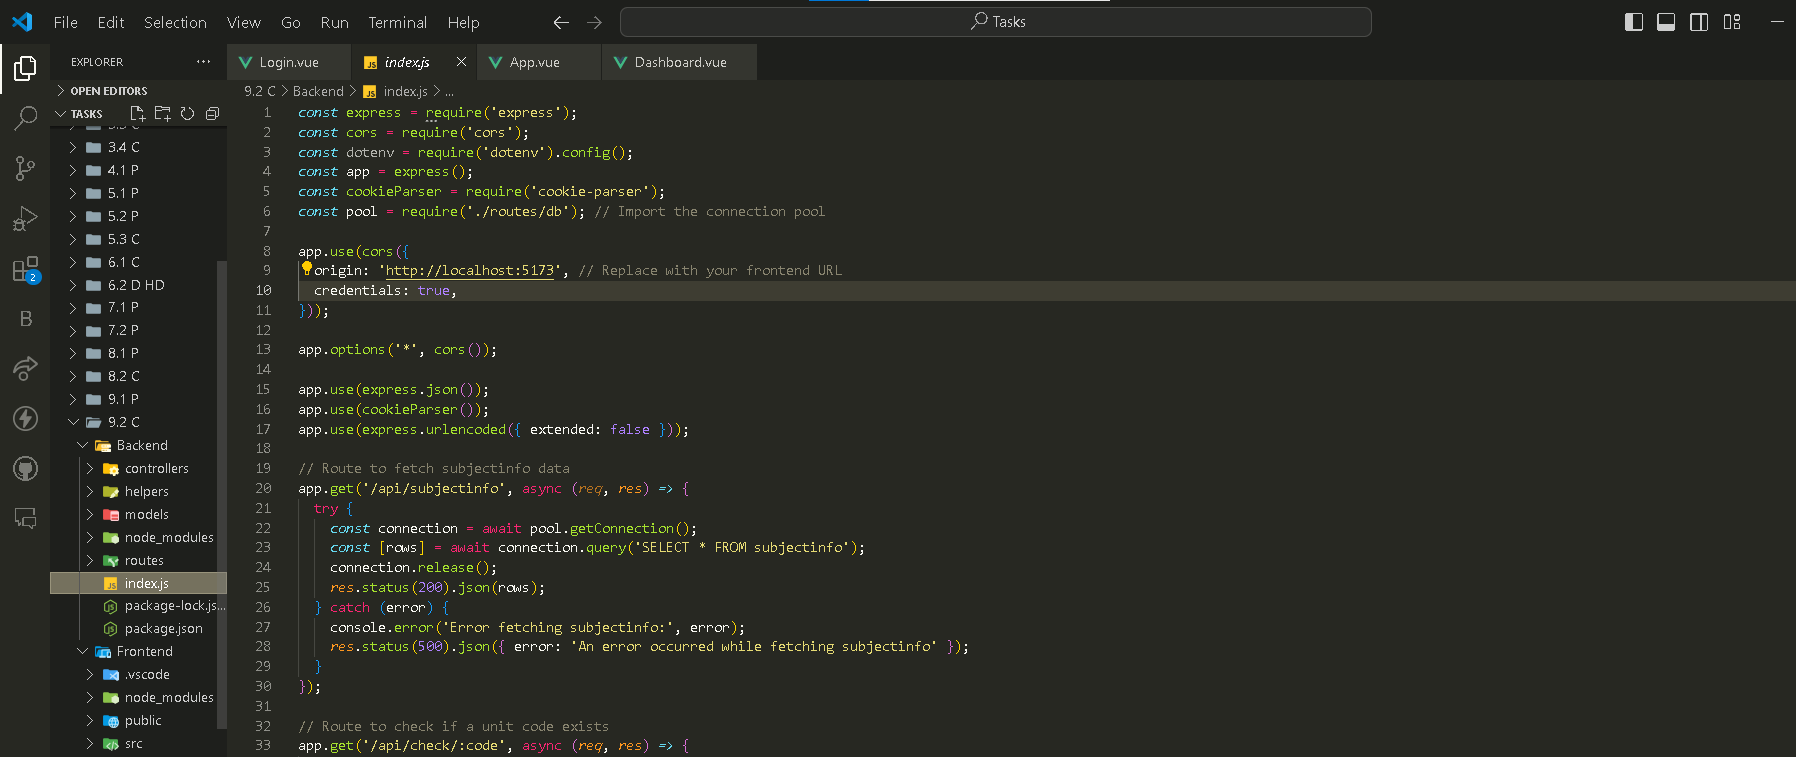 File Edit Selection View Go Run Terminal Help
Tasks
EXPLORER
Login.vue
index.js
App.vue
Dashboard.vue
OPEN EDITORS
9.2 C > Backend > index.js > ...
TASKS
3.3 C
3.4 C
4.1 P
5.1 P
5.2 P
5.3 C
6.1 C
6.2 D HD
7.1 P
7.2 P
8.1 P
8.2 C
9.1 P
9.2 C
Backend
controllers
helpers
models
node_modules
routes
index.js
package-lock.js...
package.json
Frontend
.vscode
node_modules
public
src
2
B
1 const express = require('express');
2 const cors = require('cors');
3 const dotenv = require('dotenv').config();
4 const app = express();
5 const cookieParser = require('cookie-parser');
6 const pool = require('./routes/db'); // Import the connection pool
7
8 app.use(cors({
9 origin: 'http://localhost:5173', // Replace with your frontend URL
10 credentials: true,
11 }));
12
13 app.options('*', cors());
14
15 app.use(express.json());
16 app.use(cookieParser());
17 app.use(express.urlencoded({ extended: false }));
18
19 // Route to fetch subjectinfo data
20 app.get('/api/subjectinfo', async (req, res) => {
21 try {
22 const connection = await pool.getConnection();
23 const [rows] = await connection.query('SELECT * FROM subjectinfo');
24 connection.release();
25 res.status(200).json(rows);
26 } catch (error) {
27 console.error('Error fetching subjectinfo:', error);
28 res.status(500).json({ error: 'An error occurred while fetching subjectinfo' });
29 }
30 });
31
32 // Route to check if a unit code exists
33 app.get('/api/check/:code', async (req, res) => {